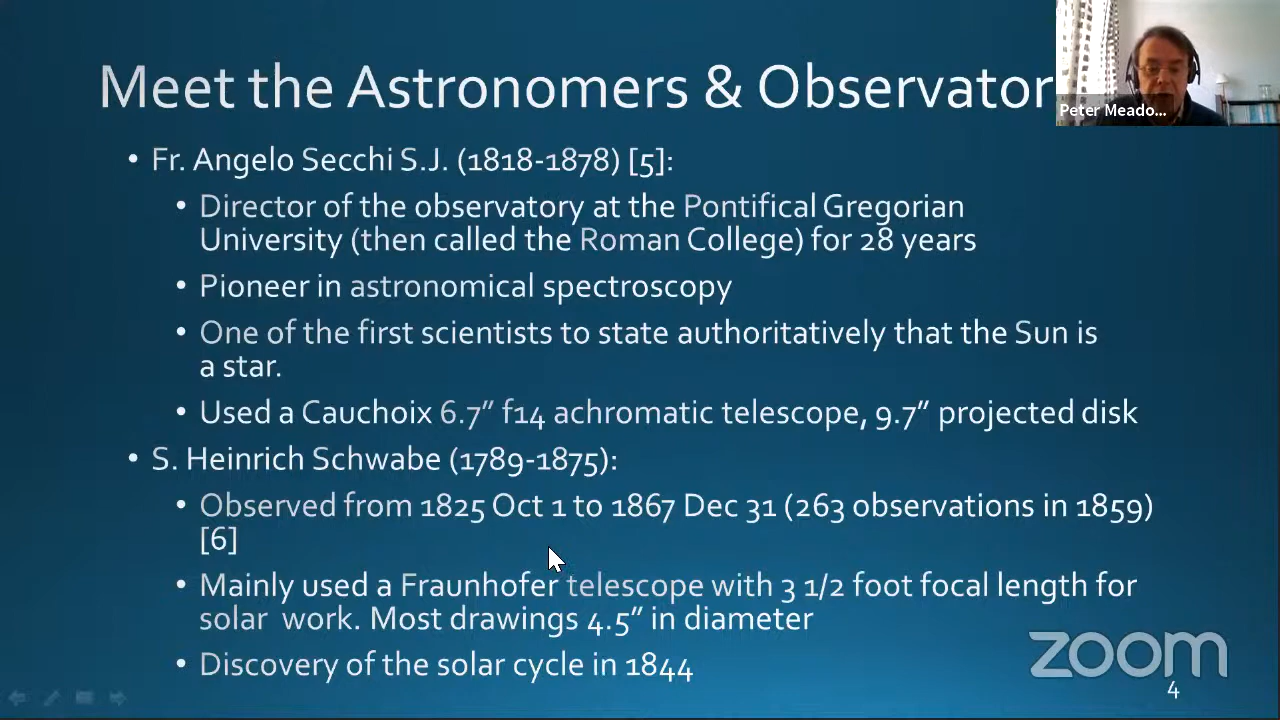 Meet the Astronomers & Observator
Peter Meado...
• Fr. Angelo Secchi S.J. (1818-1878) [5]:
• Director of the observatory at the Pontifical Gregorian
University (then called the Roman College) for 28 years
• Pioneer in astronomical spectroscopy
• One of the first scientists to state authoritatively that the Sun is
a star.
• Used a Cauchoix 6.7” f14 achromatic telescope, 9.7” projected disk
• S. Heinrich Schwabe (1789-1875):
• Observed from 1825 Oct 1 to 1867 Dec 31 (263 observations in 1859)
[6]
• Mainly used a Fraunhofer telescope with 3 1/2 foot focal length for
solar work. Most drawings 4.5” in diameter
• Discovery of the solar cycle in 1844
zoom
4